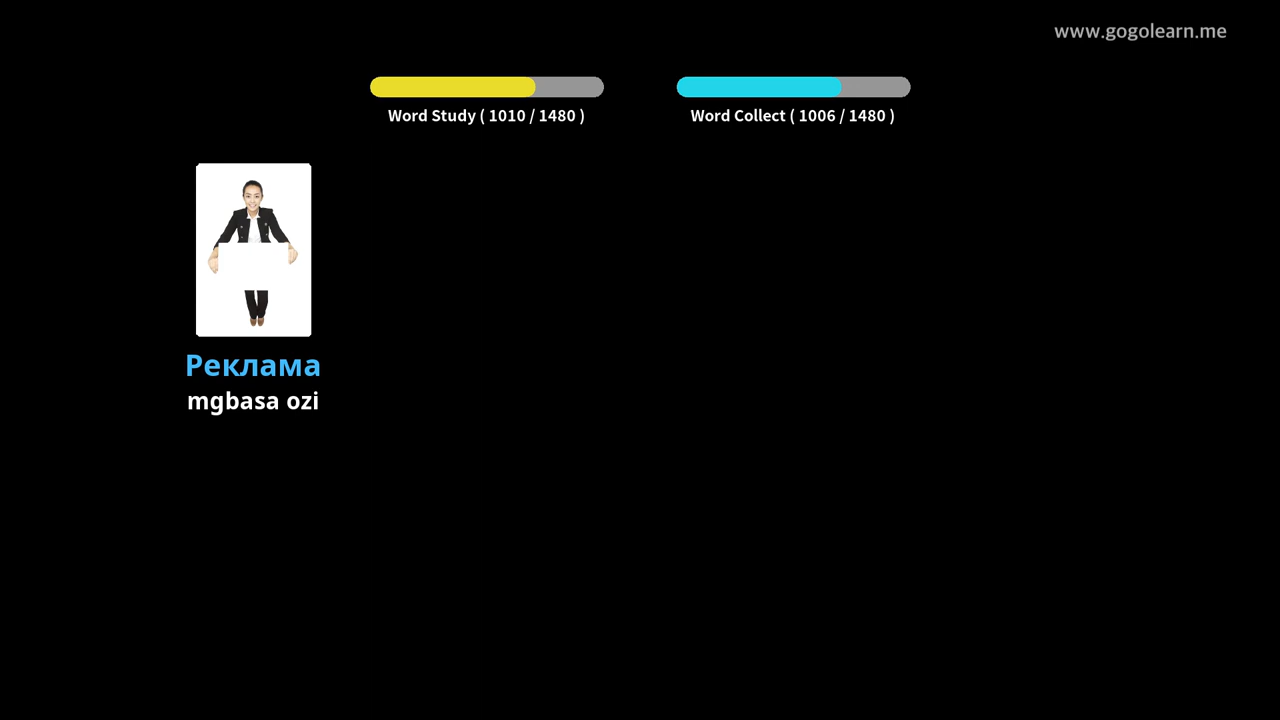 www.gogolearn.me
Word Study ( 1010 / 1480 )
Word Collect ( 1006 / 1480 )
Реклама
mgbasa ozi